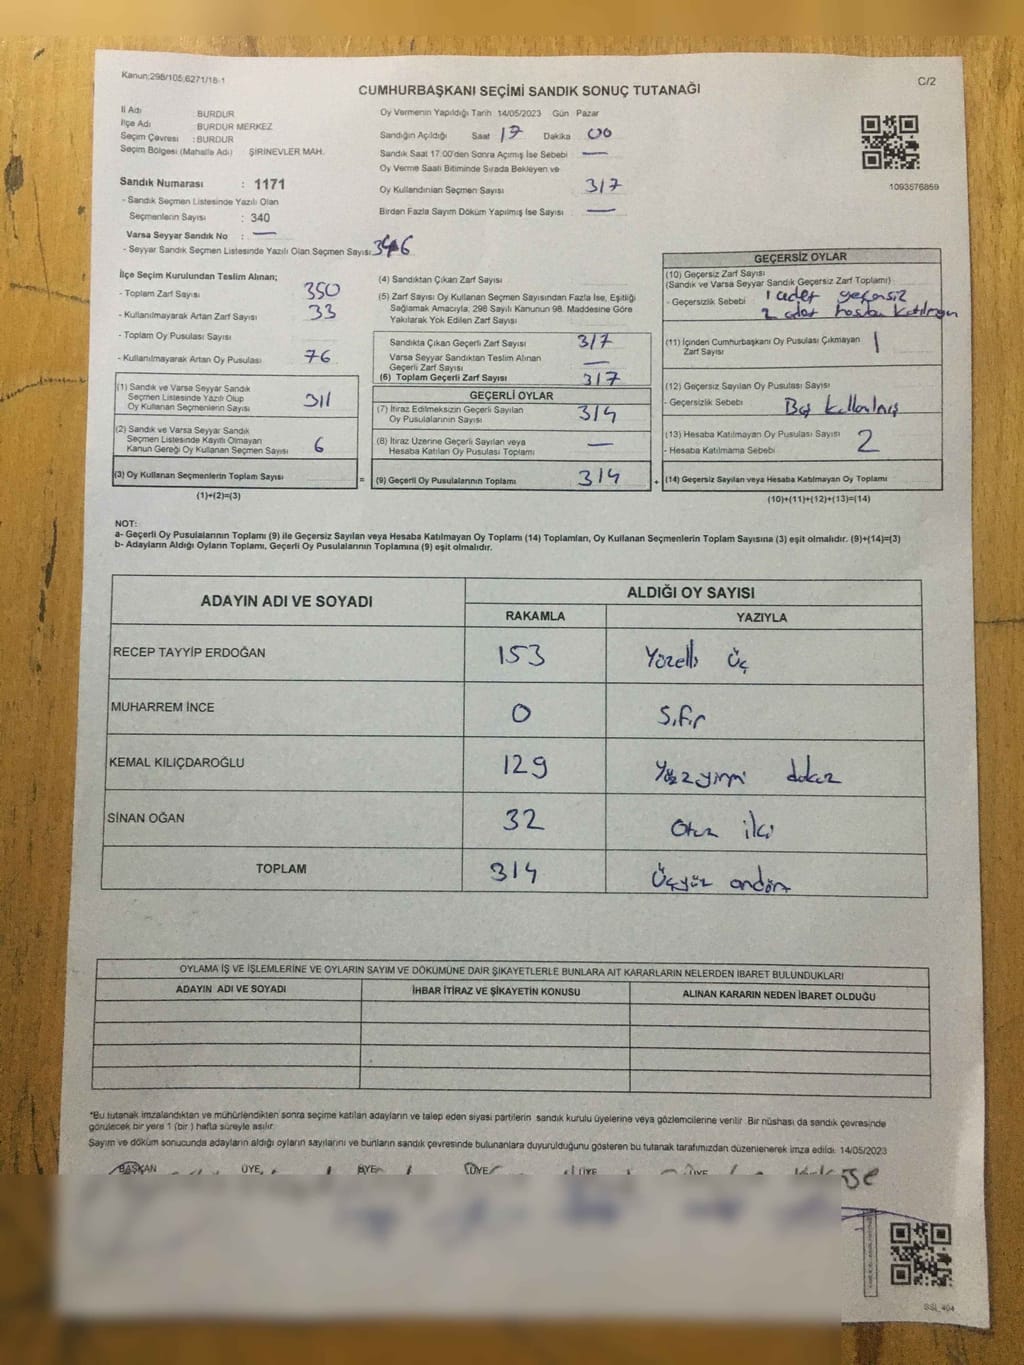 Kanun;298/105,6271/18-1
C/2
CUMHURBAŞKANI SEÇİMİ SANDIK SONUÇ TUTANAĞI
İl Adı BURDUR
İlçe Adı BURDUR MERKEZ
Seçim Çevresi : BURDUR
Seçim Bölgesi (Mahalle Adı) ŞİRİNEVLER MAH.
Sandık Numarası : 1171
- Sandık Seçmen Listesinde Yazılı Olan
Seçmenlerin Sayısı : 340
Varsa Seyyar Sandık No : —
- Seyyar Sandık Seçmen Listesinde Yazılı Olan Seçmen Sayısı
Oy Vermenin Yapıldığı Tarih 14/05/2023 Gün Pazar
Sandığın Açıldığı Saat 17 Dakika 00
Sandık Saat 17.00'den Sonra Açımış İse Sebebi —
Oy Verme Saati Bitiminde Sırada Bekleyen ve
Oy Kullandınlan Seçmen Sayısı 317
Birden Fazla Sayım Döküm Yapılmış İse Sayısı —
1093576859
İlçe Seçim Kurulundan Teslim Alınan;
- Toplam Zarf Sayısı 350
- Kullanılmayarak Artan Zarf Sayısı 33
- Toplam Oy Pusulası Sayısı
- Kullanılmayarak Artan Oy Pusulası 76
(1) Sandık ve Varsa Seyyar Sandık
Seçmen Listesinde Yazılı Olup
Oy Kullanan Seçmenlerin Sayısı 311
(2) Sandık ve Varsa Seyyar Sandık
Seçmen Listesinde Kayıtlı Olmayan
Kanun Gereği Oy Kullanan Seçmen Sayısı 6
(3) Oy Kullanan Seçmenlerin Toplam Sayısı =
(1)+(2)=(3)
(4) Sandıktan Çıkan Zarf Sayısı
(5) Zarf Sayısı Oy Kullanan Seçmen Sayısından Fazla İse, Eşitliği
Sağlamak Amacıyla, 298 Sayılı Kanunun 98. Maddesine Göre
Yakılarak Yok Edilen Zarf Sayısı
Sandıkta Çıkan Geçerli Zarf Sayısı 317
Varsa Seyyar Sandıktan Teslim Alınan
Geçerli Zarf Sayısı —
(6) Toplam Geçerli Zarf Sayısı 317
GEÇERLİ OYLAR
(7) İtiraz Edilmeksizin Geçerli Sayılan
Oy Pusulalarının Sayısı 314
(8) İtiraz Üzerine Geçerli Sayılan veya
Hesaba Katılan Oy Pusulası Toplamı —
(9) Geçerli Oy Pusulalarının Toplamı 314 +
GEÇERSİZ OYLAR
(10) Geçersiz Zarf Sayısı
(Sandık ve Varsa Seyyar Sandık Geçersiz Zarf Toplamı)
- Geçersizlik Sebebi 1 adet geçersiz
2 adet hesaba katılmayan
(11) İçinden Cumhurbaşkanı Oy Pusulası Çıkmayan
Zarf Sayısı 1
(12) Geçersiz Sayılan Oy Pusulası Sayısı
- Geçersizlik Sebebi Boş kullanılmış
(13) Hesaba Katılmayan Oy Pusulası Sayısı 2
- Hesaba Katılmama Sebebi
(14) Geçersiz Sayılan veya Hesaba Katılmayan Oy Toplamı
(10)+(11)+(12)+(13)=(14)
NOT:
a- Geçerli Oy Pusulalarının Toplamı (9) ile Geçersiz Sayılan veya Hesaba Katılmayan Oy Toplamı (14) Toplamları, Oy Kullanan Seçmenlerin Toplam Sayısına (3) eşit olmalıdır. (9)+(14)=(3)
b- Adayların Aldığı Oyların Toplamı, Geçerli Oy Pusulalarının Toplamına (9) eşit olmalıdır.
ADAYIN ADI VE SOYADI ALDIĞI OY SAYISI
RAKAMLA YAZIYLA
RECEP TAYYİP ERDOĞAN 153 Yüzelli üç
MUHARREM İNCE 0 Sıfır
KEMAL KILIÇDAROĞLU 129 Yüz yirmi dokuz
SİNAN OĞAN 32 Otuz iki
TOPLAM 314 Üçyüz ondört
OYLAMA İŞ VE İŞLEMLERİNE VE OYLARIN SAYIM VE DÖKÜMÜNE DAİR ŞİKAYETLERLE BUNLARA AİT KARARLARIN NELERDEN İBARET BULUNDUKLARI
ADAYIN ADI VE SOYADI İHBAR İTİRAZ VE ŞİKAYETİN KONUSU ALINAN KARARIN NEDEN İBARET OLDUĞU
*Bu tutanak imzalandıktan ve mühürlendikten sonra seçime katılan adayların ve talep eden siyasi partilerin sandık kurulu üyelerine veya gözlemcilerine verilir. Bir nüshası da sandık çevresinde
görülecek bir yere 1 (bir ) hafta süreyle asılır.
Sayım ve döküm sonucunda adayların aldığı oyların sayılarını ve bunların sandık çevresinde bulunanlara duyurulduğunu gösteren bu tutanak tarafımızdan düzenlenerek imza edildi. 14/05/2023
BAŞKAN ÜYE ÜYE ÜYE ÜYE ÜYE